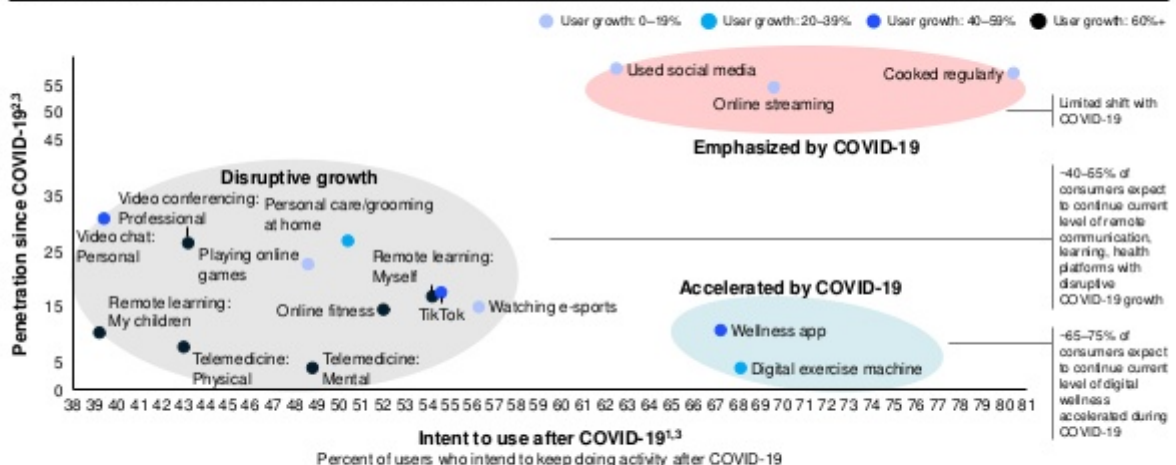 User growth: 0–19% User growth: 20–39% User growth: 40–59% User growth: 60%+
Penetration since COVID-19²,³
55
50
45
35
25
15
5
0
Used social media
Cooked regularly
Online streaming
Emphasized by COVID-19
Limited shift with
COVID-19
Disruptive growth
Video conferencing:
Professional
Personal care/grooming
at home
Video chat:
Personal
Playing online
games
Remote learning:
Myself
Remote learning:
My children
Online fitness
TikTok
Watching e-sports
Telemedicine:
Physical
Telemedicine:
Mental
~40–55% of
consumers expect
to continue current
level of remote
communication,
learning, health
platforms with
disruptive
COVID-19 growth
Accelerated by COVID-19
Wellness app
Digital exercise machine
~65–75% of
consumers expect
to continue current
level of digital
wellness
accelerated during
COVID-19
38 39 40 41 42 43 44 45 46 47 48 49 50 51 52 53 54 55 56 57 58 59 60 61 62 63 64 65 66 67 68 69 70 71 72 73 74 75 76 77 78 79 80 81
Intent to use after COVID-19¹,³
Percent of users who intend to keep doing activity after COVID-19